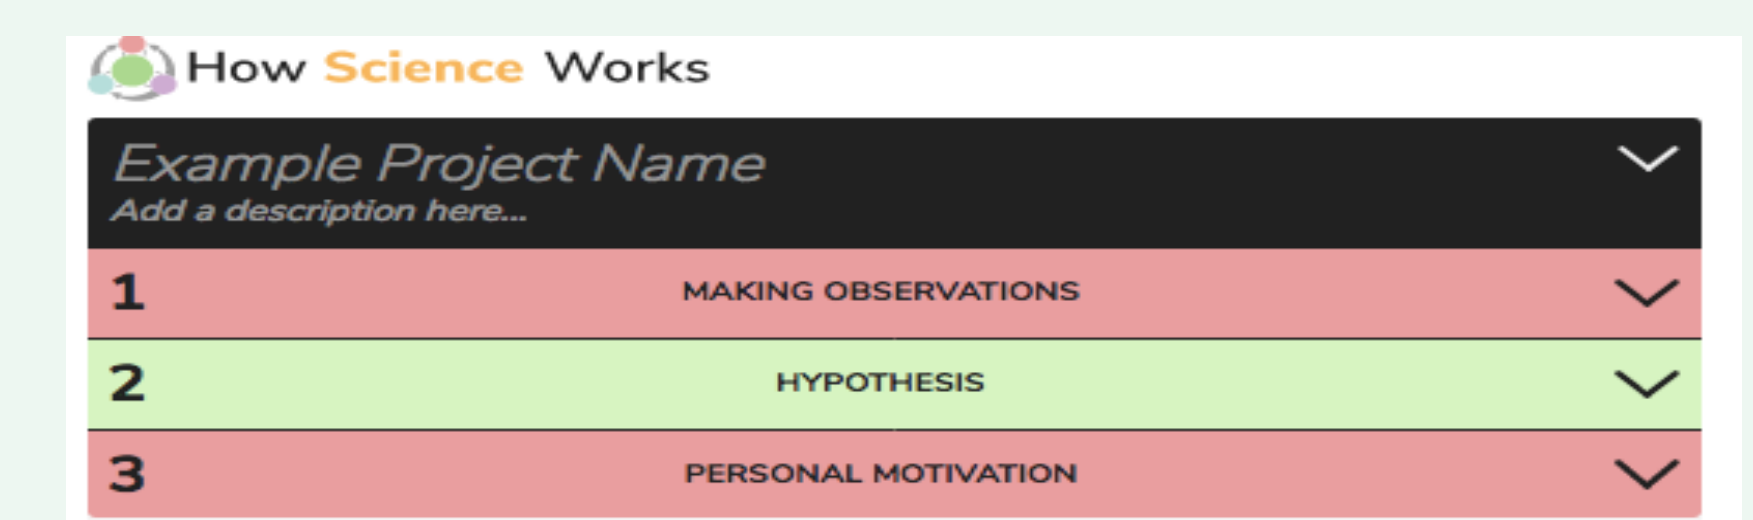 How Science Works
Example Project Name
Add a description here...
1 MAKING OBSERVATIONS
2 HYPOTHESIS
3 PERSONAL MOTIVATION